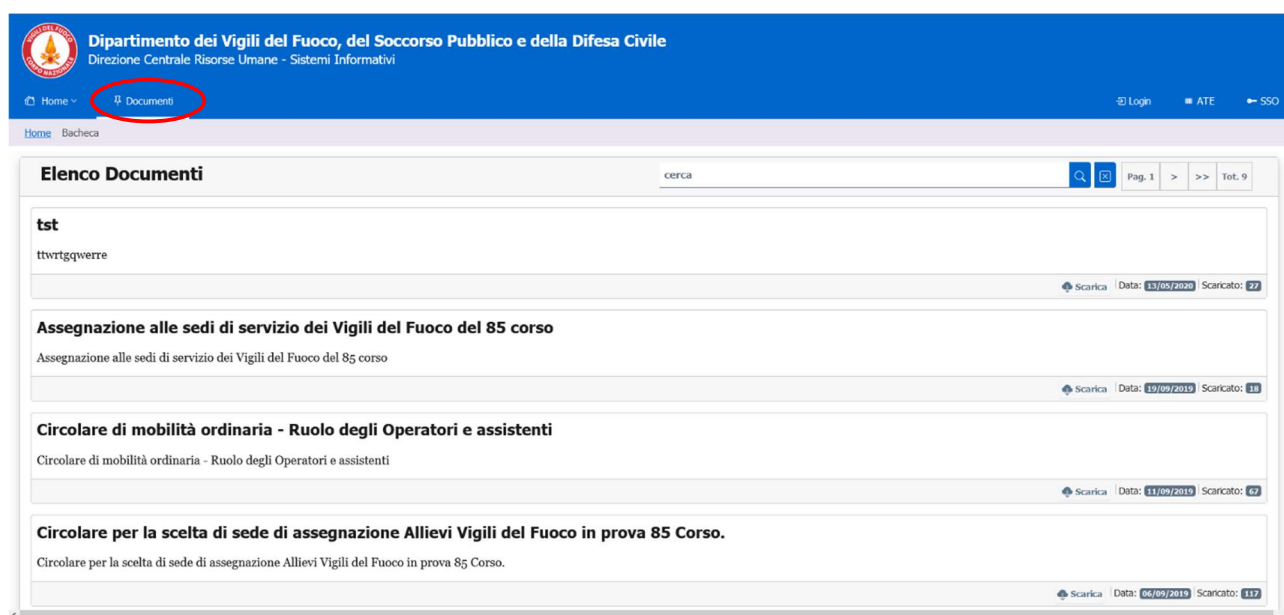 VIGILI DEL FUOCO
CORPO NAZIONALE
Dipartimento dei Vigili del Fuoco, del Soccorso Pubblico e della Difesa Civile
Direzione Centrale Risorse Umane - Sistemi Informativi
Home Documenti Login ATE SSO
Home Bacheca
Elenco Documenti cerca Pag. 1 > >> Tot. 9
tst
ttwrtgqwerre
Scarica Data: 13/05/2020 Scaricato: 27
Assegnazione alle sedi di servizio dei Vigili del Fuoco del 85 corso
Assegnazione alle sedi di servizio dei Vigili del Fuoco del 85 corso
Scarica Data: 19/09/2019 Scaricato: 18
Circolare di mobilità ordinaria - Ruolo degli Operatori e assistenti
Circolare di mobilità ordinaria - Ruolo degli Operatori e assistenti
Scarica Data: 11/09/2019 Scaricato: 67
Circolare per la scelta di sede di assegnazione Allievi Vigili del Fuoco in prova 85 Corso.
Circolare per la scelta di sede di assegnazione Allievi Vigili del Fuoco in prova 85 Corso.
Scarica Data: 06/09/2019 Scaricato: 117